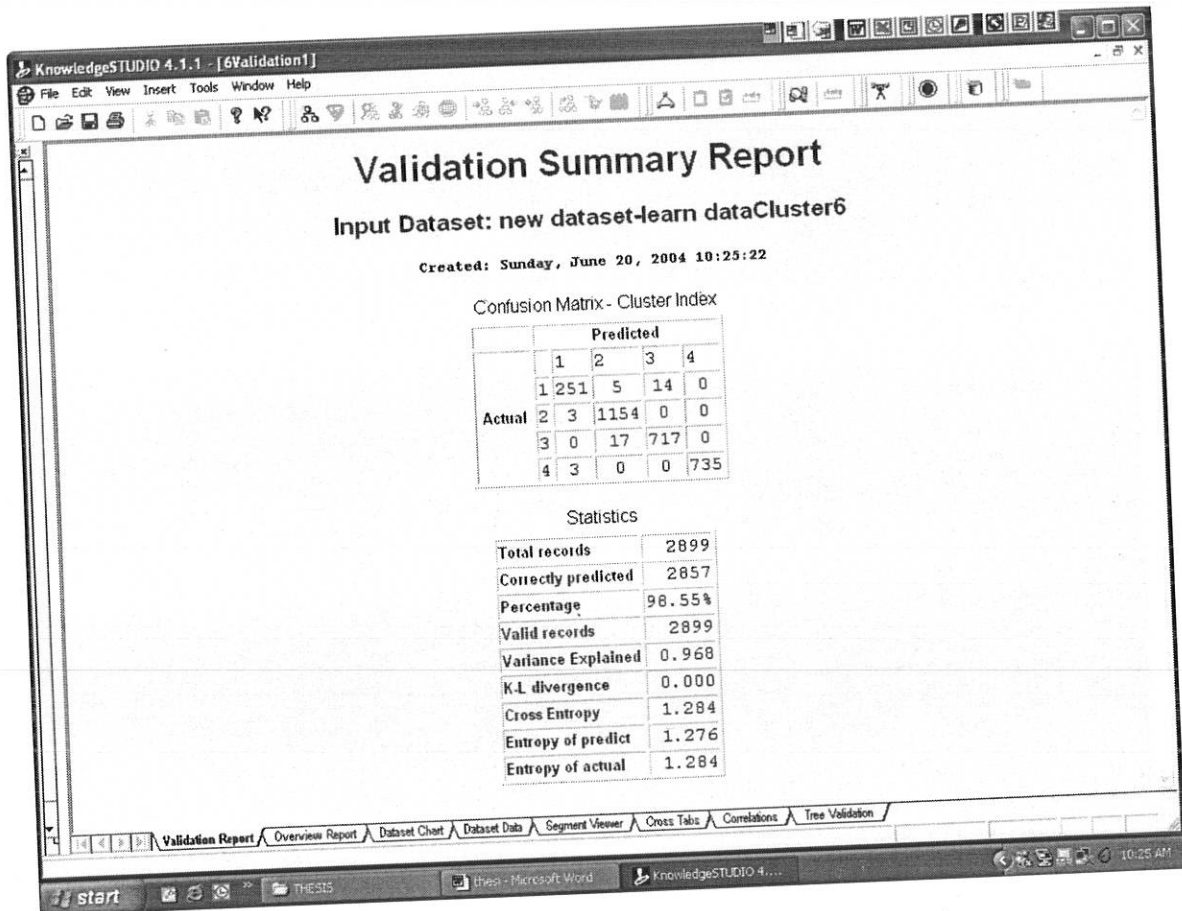 KnowledgeSTUDIO 4.1.1 - [6Validation1]
File Edit View Insert Tools Window Help
Validation Summary Report
Input Dataset: new dataset-learn dataCluster6
Created: Sunday, June 20, 2004 10:25:22
Confusion Matrix - Cluster Index
Predicted
1 2 3 4
1 251 5 14 0
Actual 2 3 1154 0 0
3 0 17 717 0
4 3 0 0 735
Statistics
Total records 2899
Correctly predicted 2857
Percentage 98.55%
Valid records 2899
Variance Explained 0.968
K-L divergence 0.000
Cross Entropy 1.284
Entropy of predict 1.276
Entropy of actual 1.284
Validation Report Overview Report Dataset Chart Dataset Data Segment Viewer Cross Tabs Correlations Tree Validation
start THESIS thesi - Microsoft Word KnowledgeSTUDIO 4.... 10:25 AM